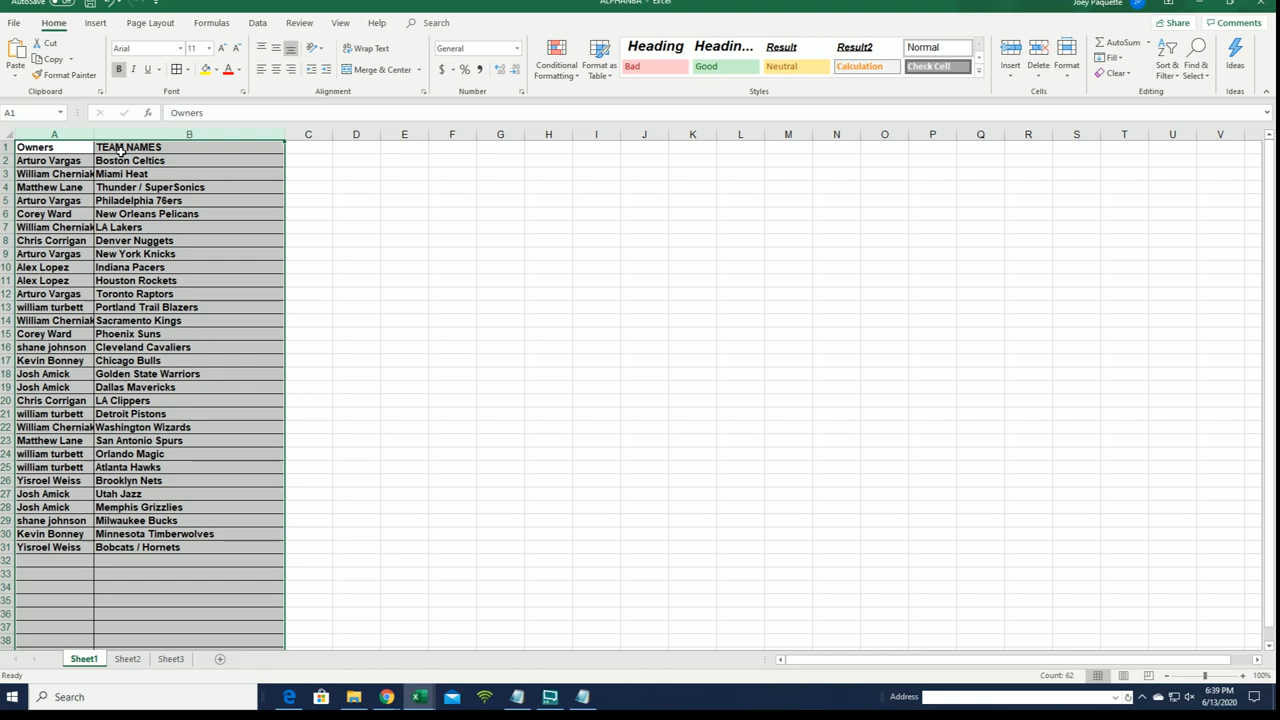 AutoSave Off ALPHANBA - Excel Joey Paquette JP
File Home Insert Page Layout Formulas Data Review View Help Search Share Comments
Paste Cut Copy Format Painter Clipboard
Arial 11 B I U Font
Wrap Text Merge & Center Alignment
General $ % Number
Conditional Formatting Format as Table
Heading Headin... Result Result2 Normal
Bad Good Neutral Calculation Check Cell
Styles
Insert Delete Format Cells
AutoSum Fill Clear Sort & Filter Find & Select Editing
Ideas Ideas
A1 fx Owners
A B C D E F G H I J K L M N O P Q R S T U V
1 Owners TEAM NAMES
2 Arturo Vargas Boston Celtics
3 William Cherniak Miami Heat
4 Matthew Lane Thunder / SuperSonics
5 Arturo Vargas Philadelphia 76ers
6 Corey Ward New Orleans Pelicans
7 William Cherniak LA Lakers
8 Chris Corrigan Denver Nuggets
9 Arturo Vargas New York Knicks
10 Alex Lopez Indiana Pacers
11 Alex Lopez Houston Rockets
12 Arturo Vargas Toronto Raptors
13 william turbett Portland Trail Blazers
14 William Cherniak Sacramento Kings
15 Corey Ward Phoenix Suns
16 shane johnson Cleveland Cavaliers
17 Kevin Bonney Chicago Bulls
18 Josh Amick Golden State Warriors
19 Josh Amick Dallas Mavericks
20 Chris Corrigan LA Clippers
21 william turbett Detroit Pistons
22 William Cherniak Washington Wizards
23 Matthew Lane San Antonio Spurs
24 william turbett Orlando Magic
25 william turbett Atlanta Hawks
26 Yisroel Weiss Brooklyn Nets
27 Josh Amick Utah Jazz
28 Josh Amick Memphis Grizzlies
29 shane johnson Milwaukee Bucks
30 Kevin Bonney Minnesota Timberwolves
31 Yisroel Weiss Bobcats / Hornets
32
33
34
35
36
37
38
Sheet1 Sheet2 Sheet3
Ready Count: 62 100%
Search Address 6:39 PM
6/13/2020